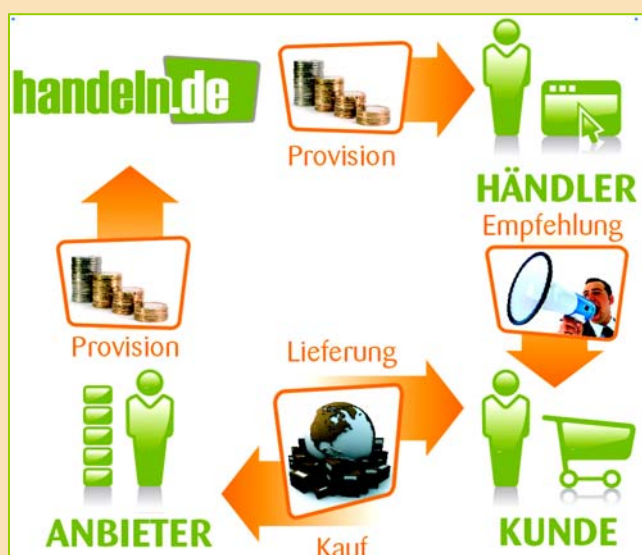 handeln.de
Provision
HÄNDLER
Empfehlung
Provision
Lieferung
ANBIETER
Kauf
KUNDE